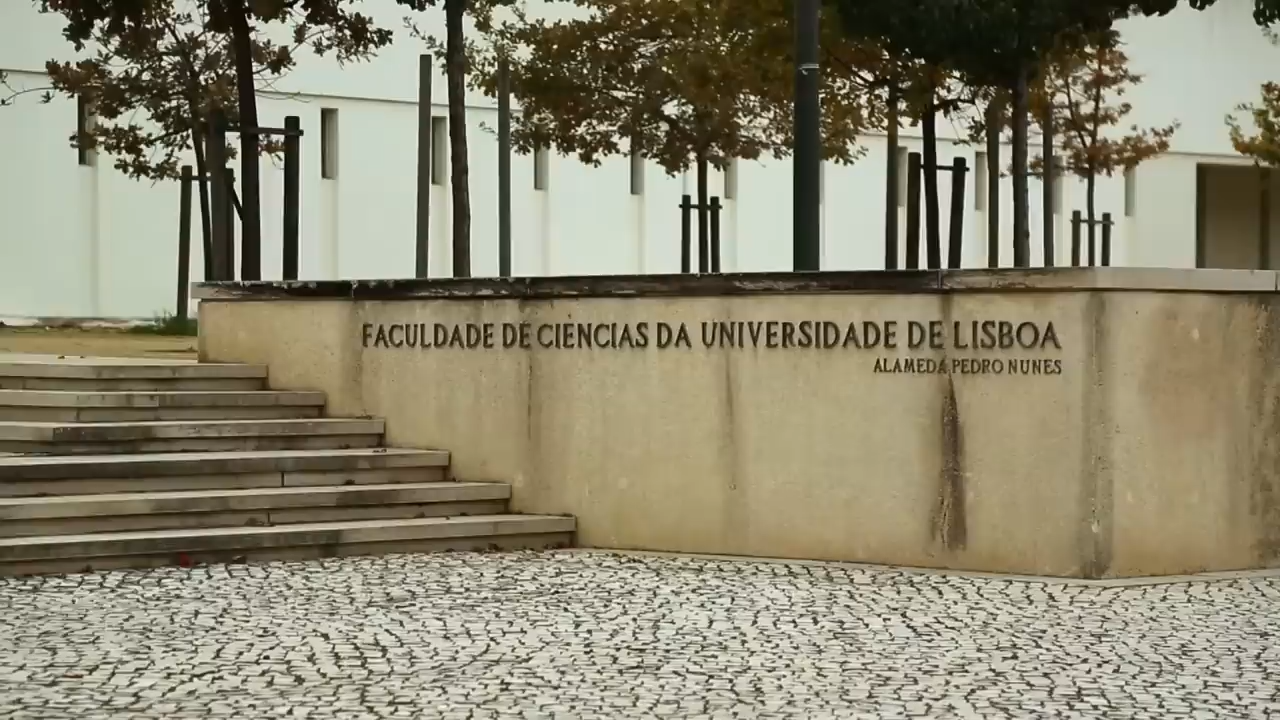 FACULDADE DE CIENCIAS DA UNIVERSIDADE DE LISBOA
ALAMEDA PEDRO NUNES